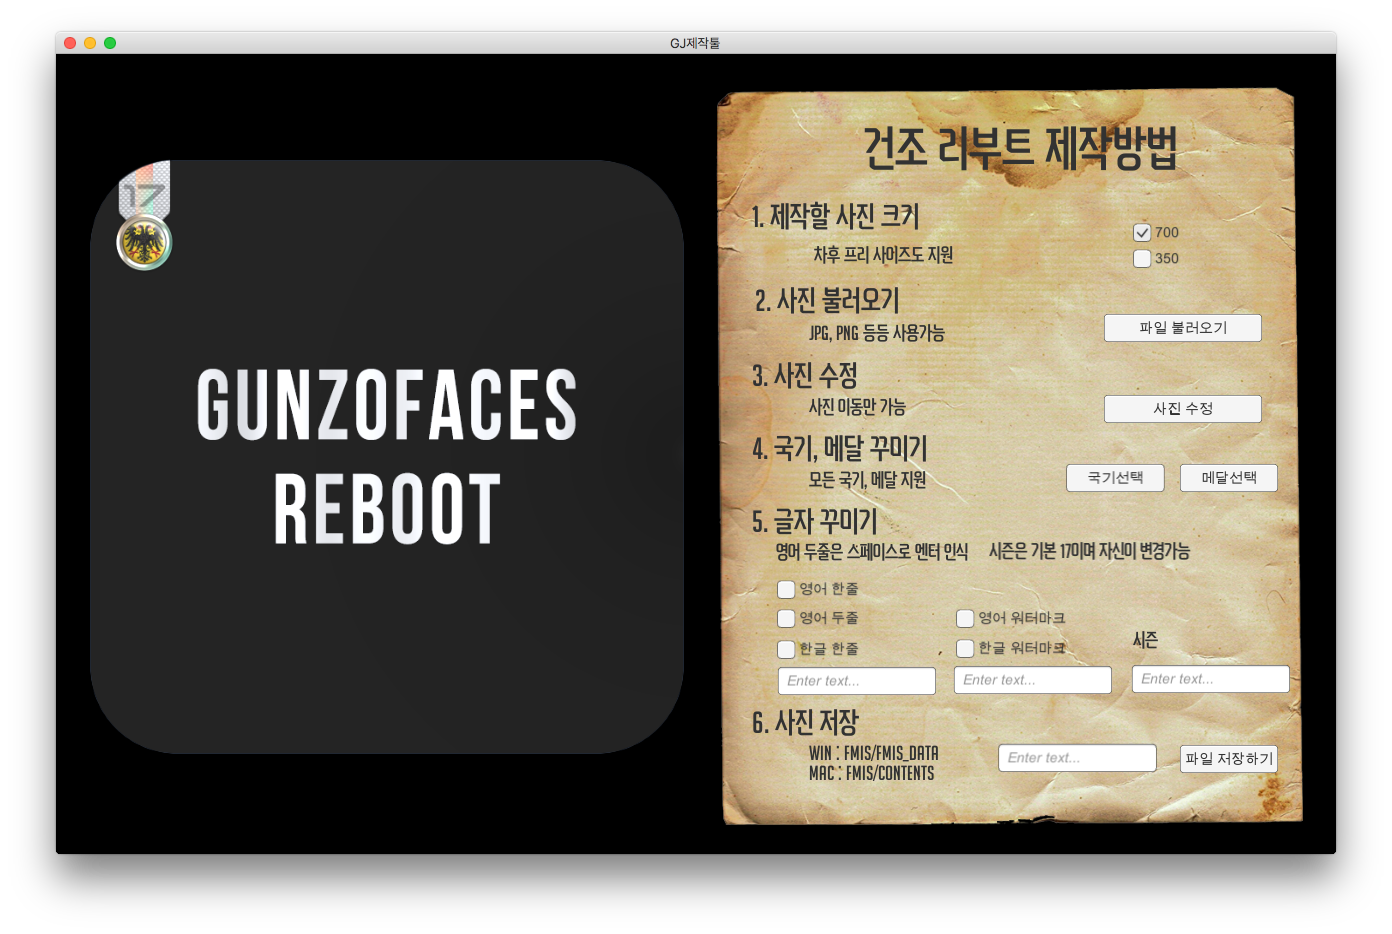 GJ제작툴
17
GUNZOFACES
REBOOT
건조 리부트 제작방법
1. 제작할 사진 크기
차후 프리 사이즈도 지원
700
350
2. 사진 불러오기
JPG, PNG 등등 사용가능
파일 불러오기
3. 사진 수정
사진 이동만 가능
사진 수정
4. 국기, 메달 꾸미기
모든 국기, 메달 지원
국기선택
메달선택
5. 글자 꾸미기
영어 두줄은 스페이스로 엔터 인식
시즌은 기본 17이며 자신이 변경가능
영어 한줄
영어 두줄
영어 워터마크
시즌
한글 한줄
,
한글 워터마크
Enter text...
Enter text...
Enter text...
6. 사진 저장
WIN : FMIS/FMIS_DATA
MAC : FMIS/CONTENTS
Enter text...
파일 저장하기